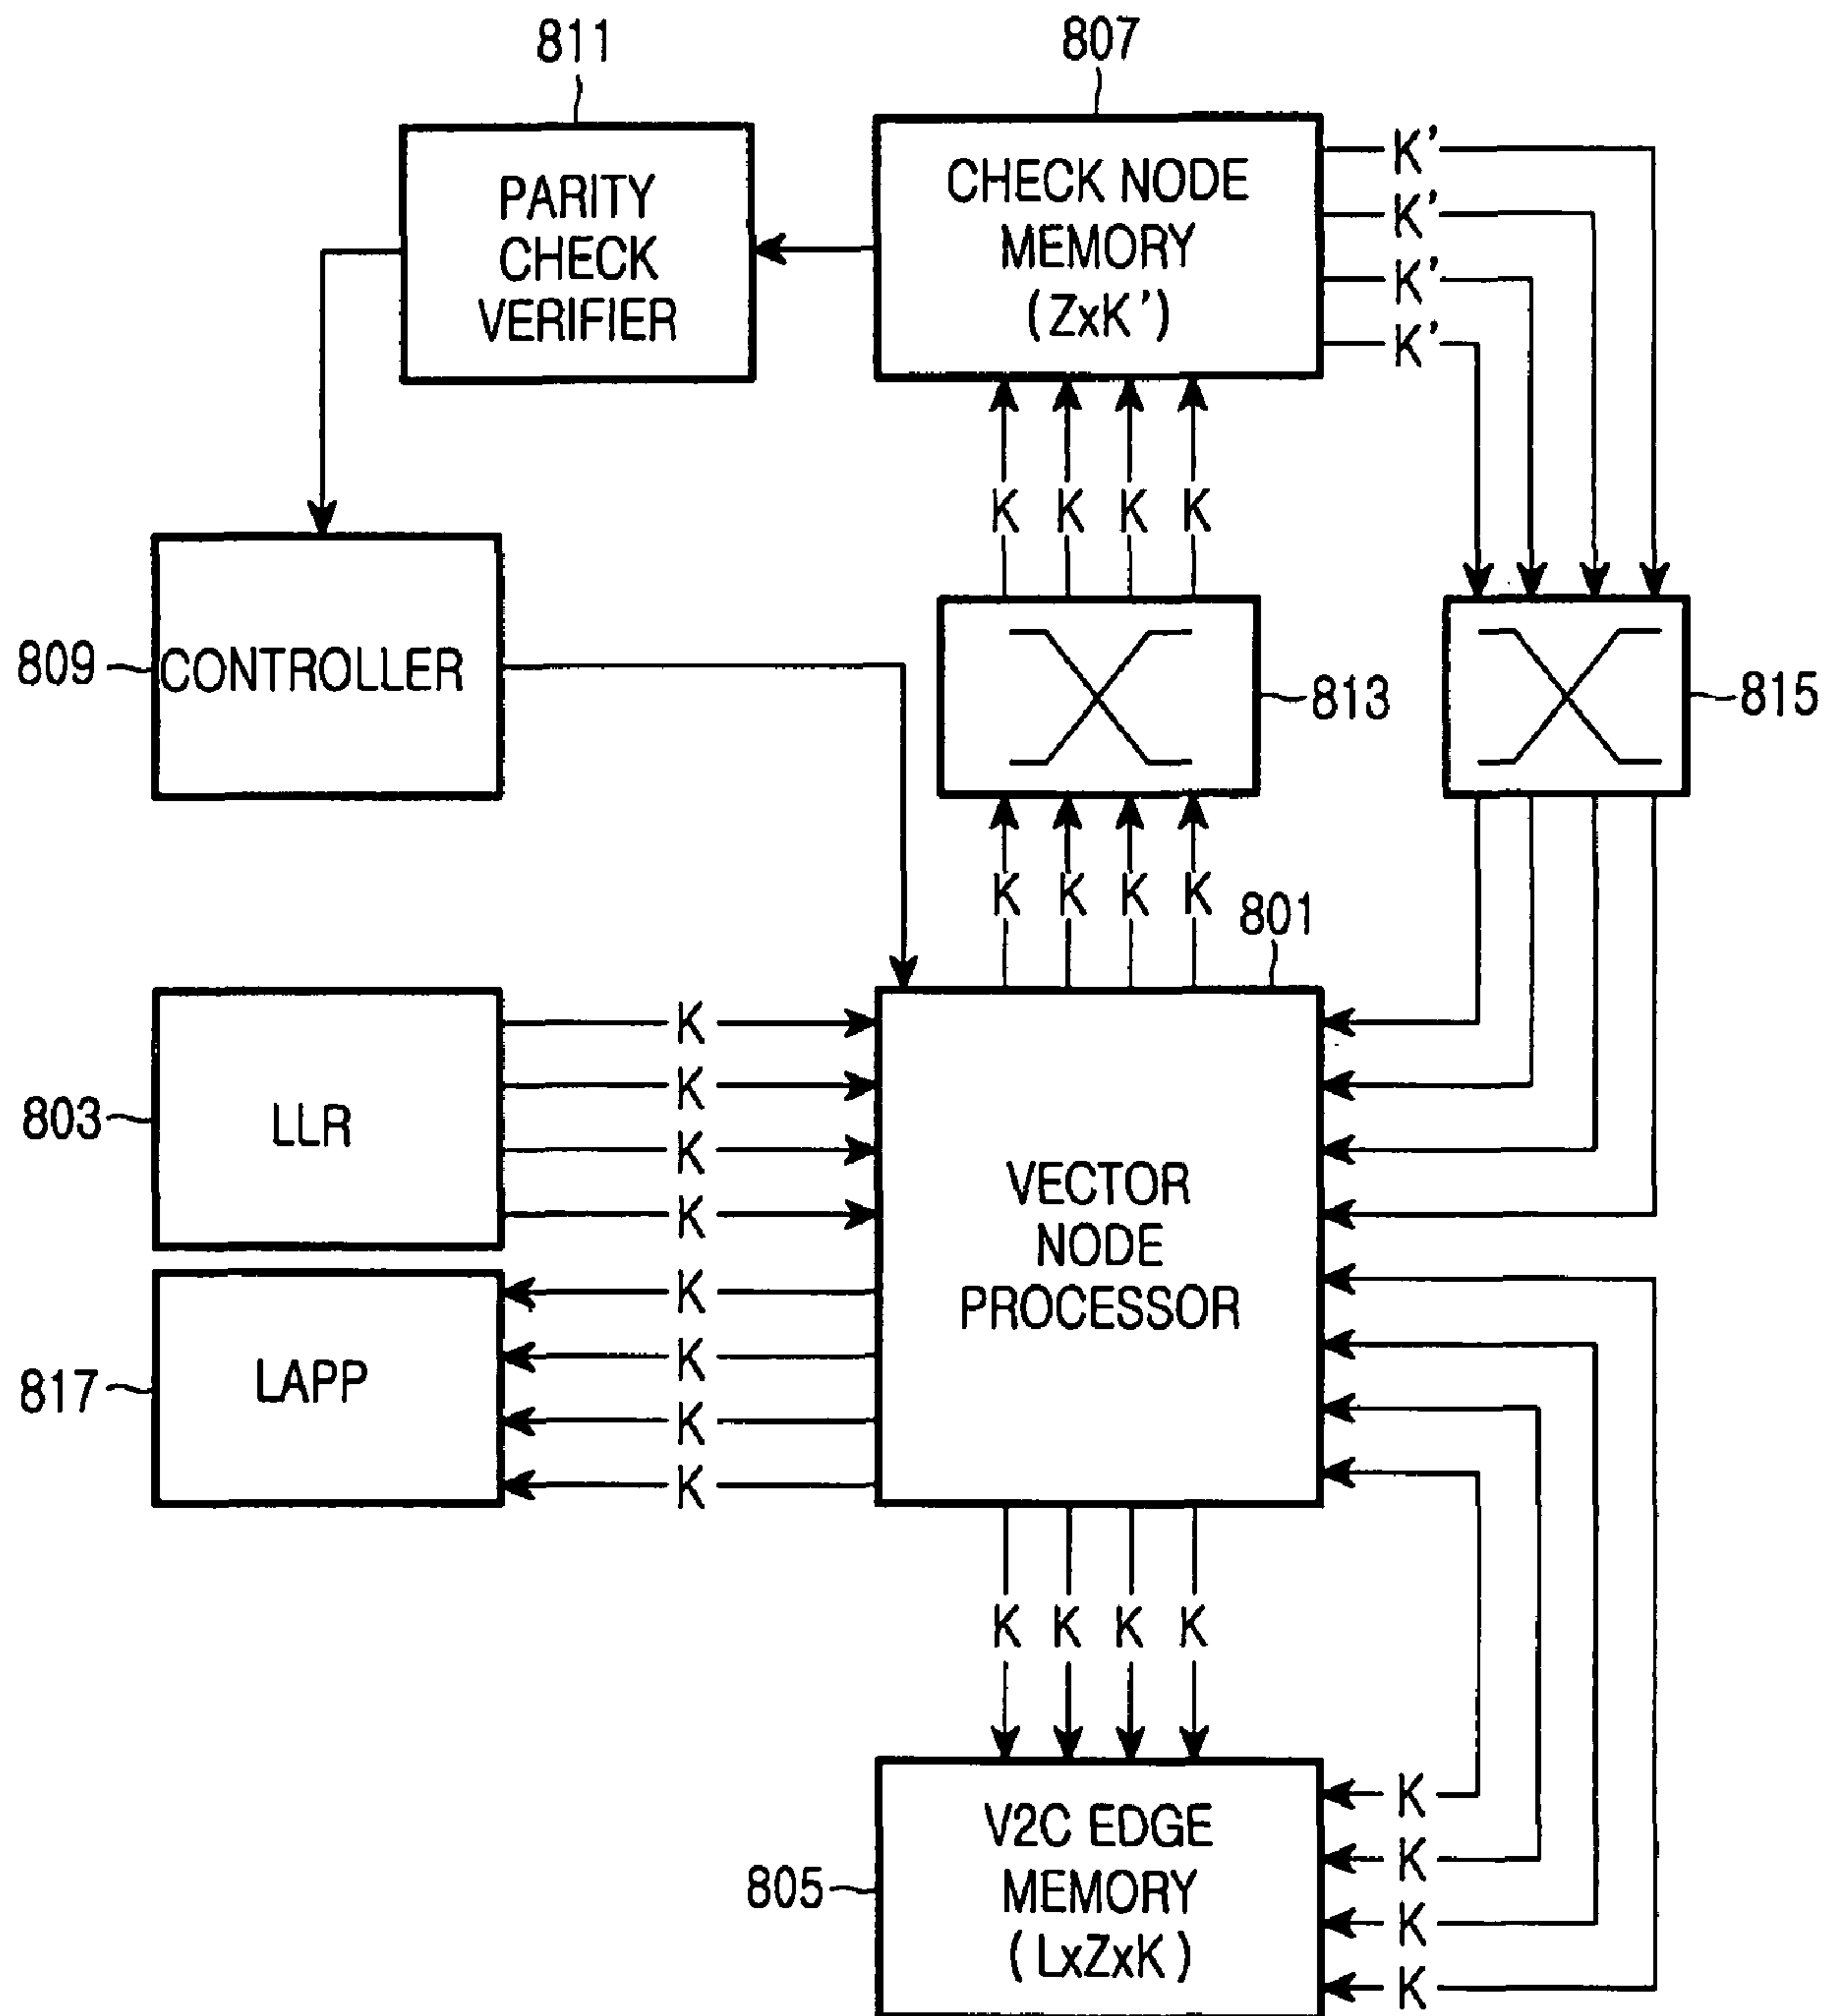 811
807
PARITY
CHECK
VERIFIER
CHECK NODE
MEMORY
(ZxK')
K'
K'
K'
K'
K K K K
809
CONTROLLER
813
815
K K K K
801
803
LLR
K
K
K
K
VECTOR
NODE
PROCESSOR
817
LAPP
K
K
K
K
K K K K
805
V2C EDGE
MEMORY
(LxZxK)
K
K
K
K